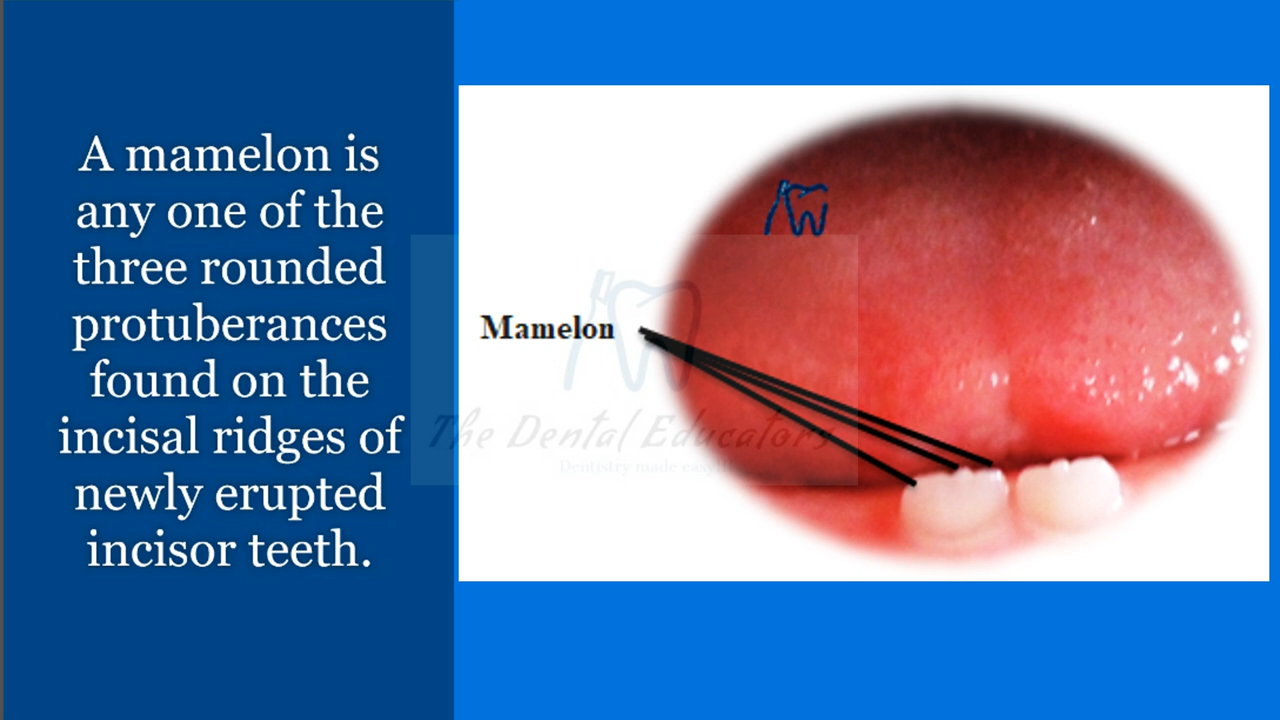 A mamelon is
any one of the
three rounded
protuberances
found on the
incisal ridges of
newly erupted
incisor teeth.
Mamelon
The Dental Educators
Dentistry made easy!!